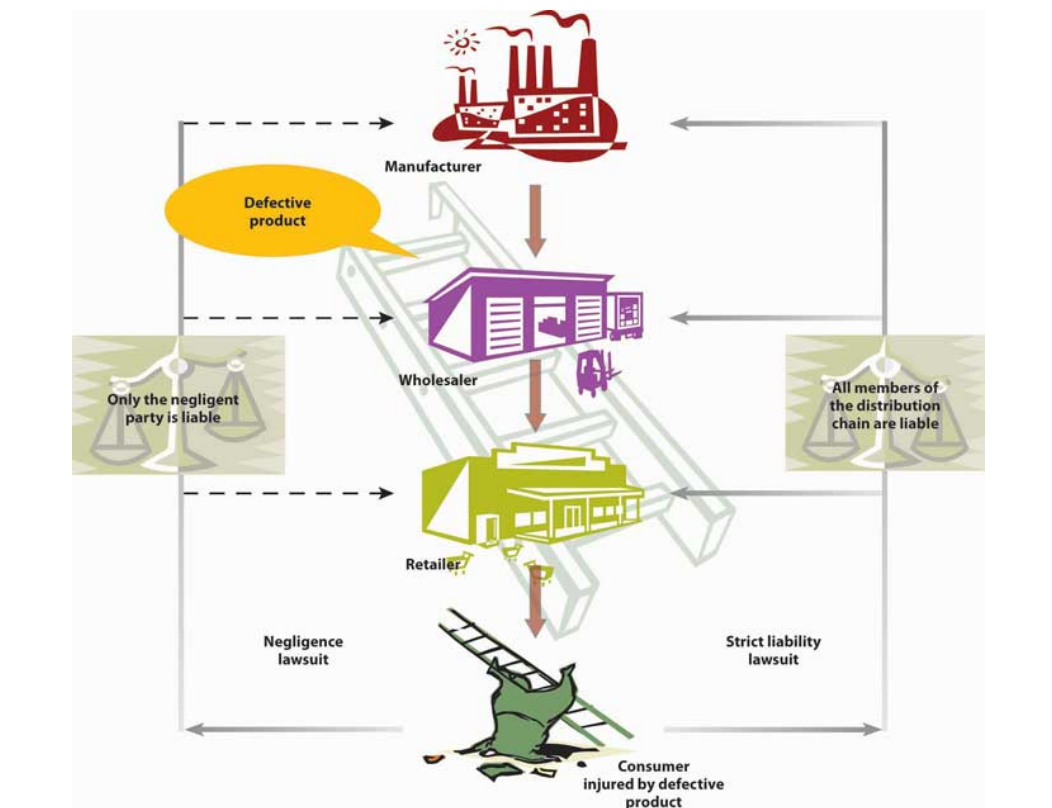 Manufacturer
Defective
product
Wholesaler
Only the negligent
party is liable
All members of
the distribution
chain are liable
Retailer
Negligence
lawsuit
Strict liability
lawsuit
Consumer
injured by defective
product